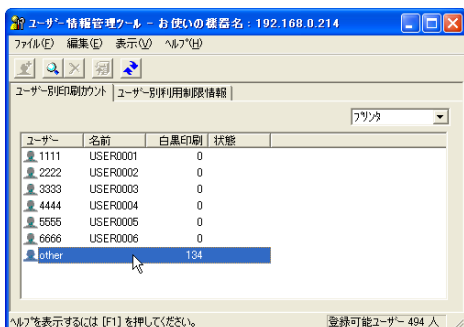 ユーザー情報管理ツール - お使いの機器名:192.168.0.214
ファイル(F) 編集(E) 表示(V) ヘルプ(H)
ユーザー別印刷カウント ユーザー別利用制限情報
プリンタ
ユーザー 名前 白黒印刷 状態
1111 USER0001 0
2222 USER0002 0
3333 USER0003 0
4444 USER0004 0
5555 USER0005 0
6666 USER0006 0
other 134
ヘルプを表示するには [F1] を押してください。 登録可能ユーザー 494 人